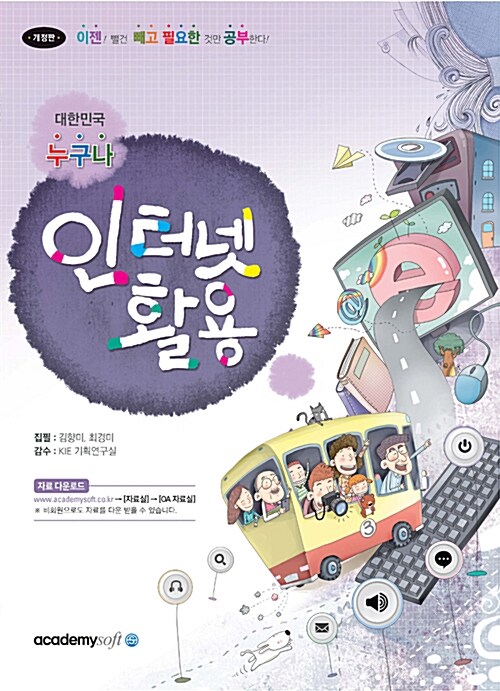 • 개정판 •
이젠! 뺄건 빼고 필요한 것만 공부한다!
대한민국
누구나
인터넷
활용
e
@
3
집필 : 김향미, 최경미
감수 : KIE 기획연구실
자료 다운로드
www.academysoft.co.kr → [자료실] → [OA 자료실]
※ 비회원으로도 자료를 다운 받을 수 있습니다.
academysoft